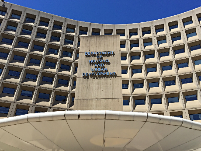 DEPARTMENT
OF
HOUSING
AND
URBAN
DEVELOPMENT